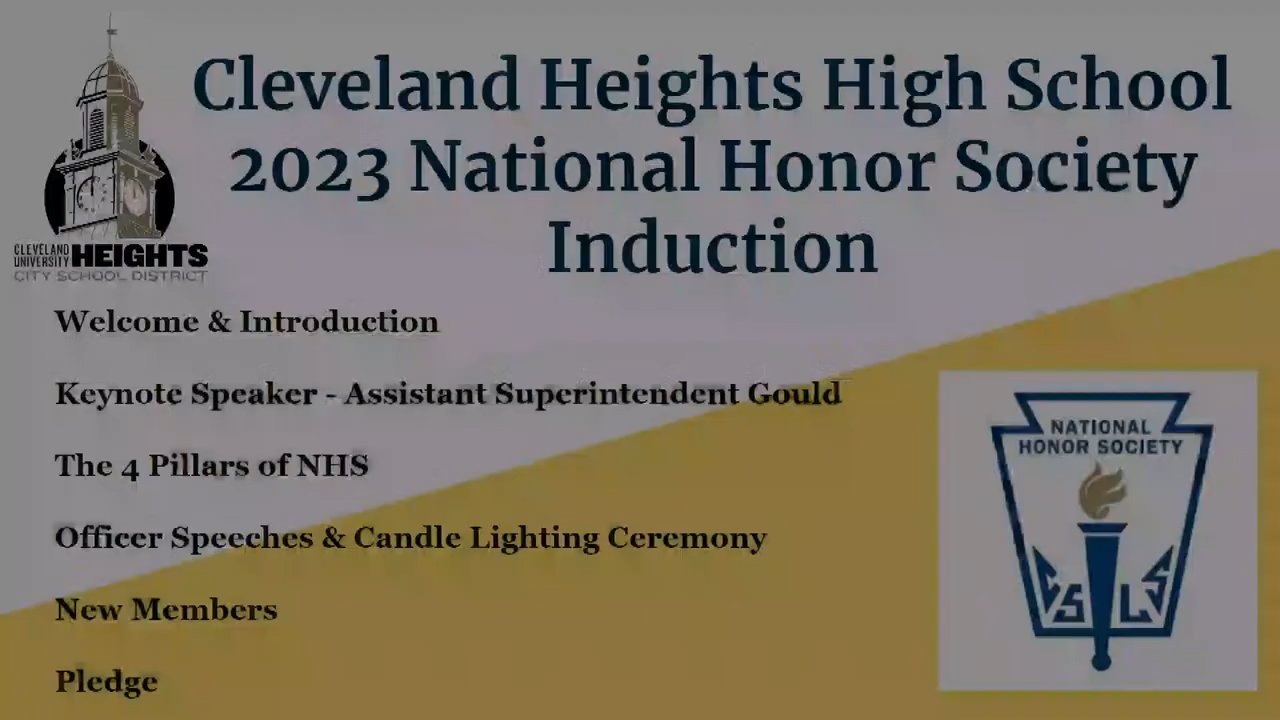 Cleveland Heights High School
2023 National Honor Society
Induction
CLEVELAND
UNIVERSITY HEIGHTS
CITY SCHOOL DISTRICT
Welcome & Introduction
Keynote Speaker - Assistant Superintendent Gould
The 4 Pillars of NHS
Officer Speeches & Candle Lighting Ceremony
New Members
Pledge
NATIONAL
HONOR SOCIETY
C S L S